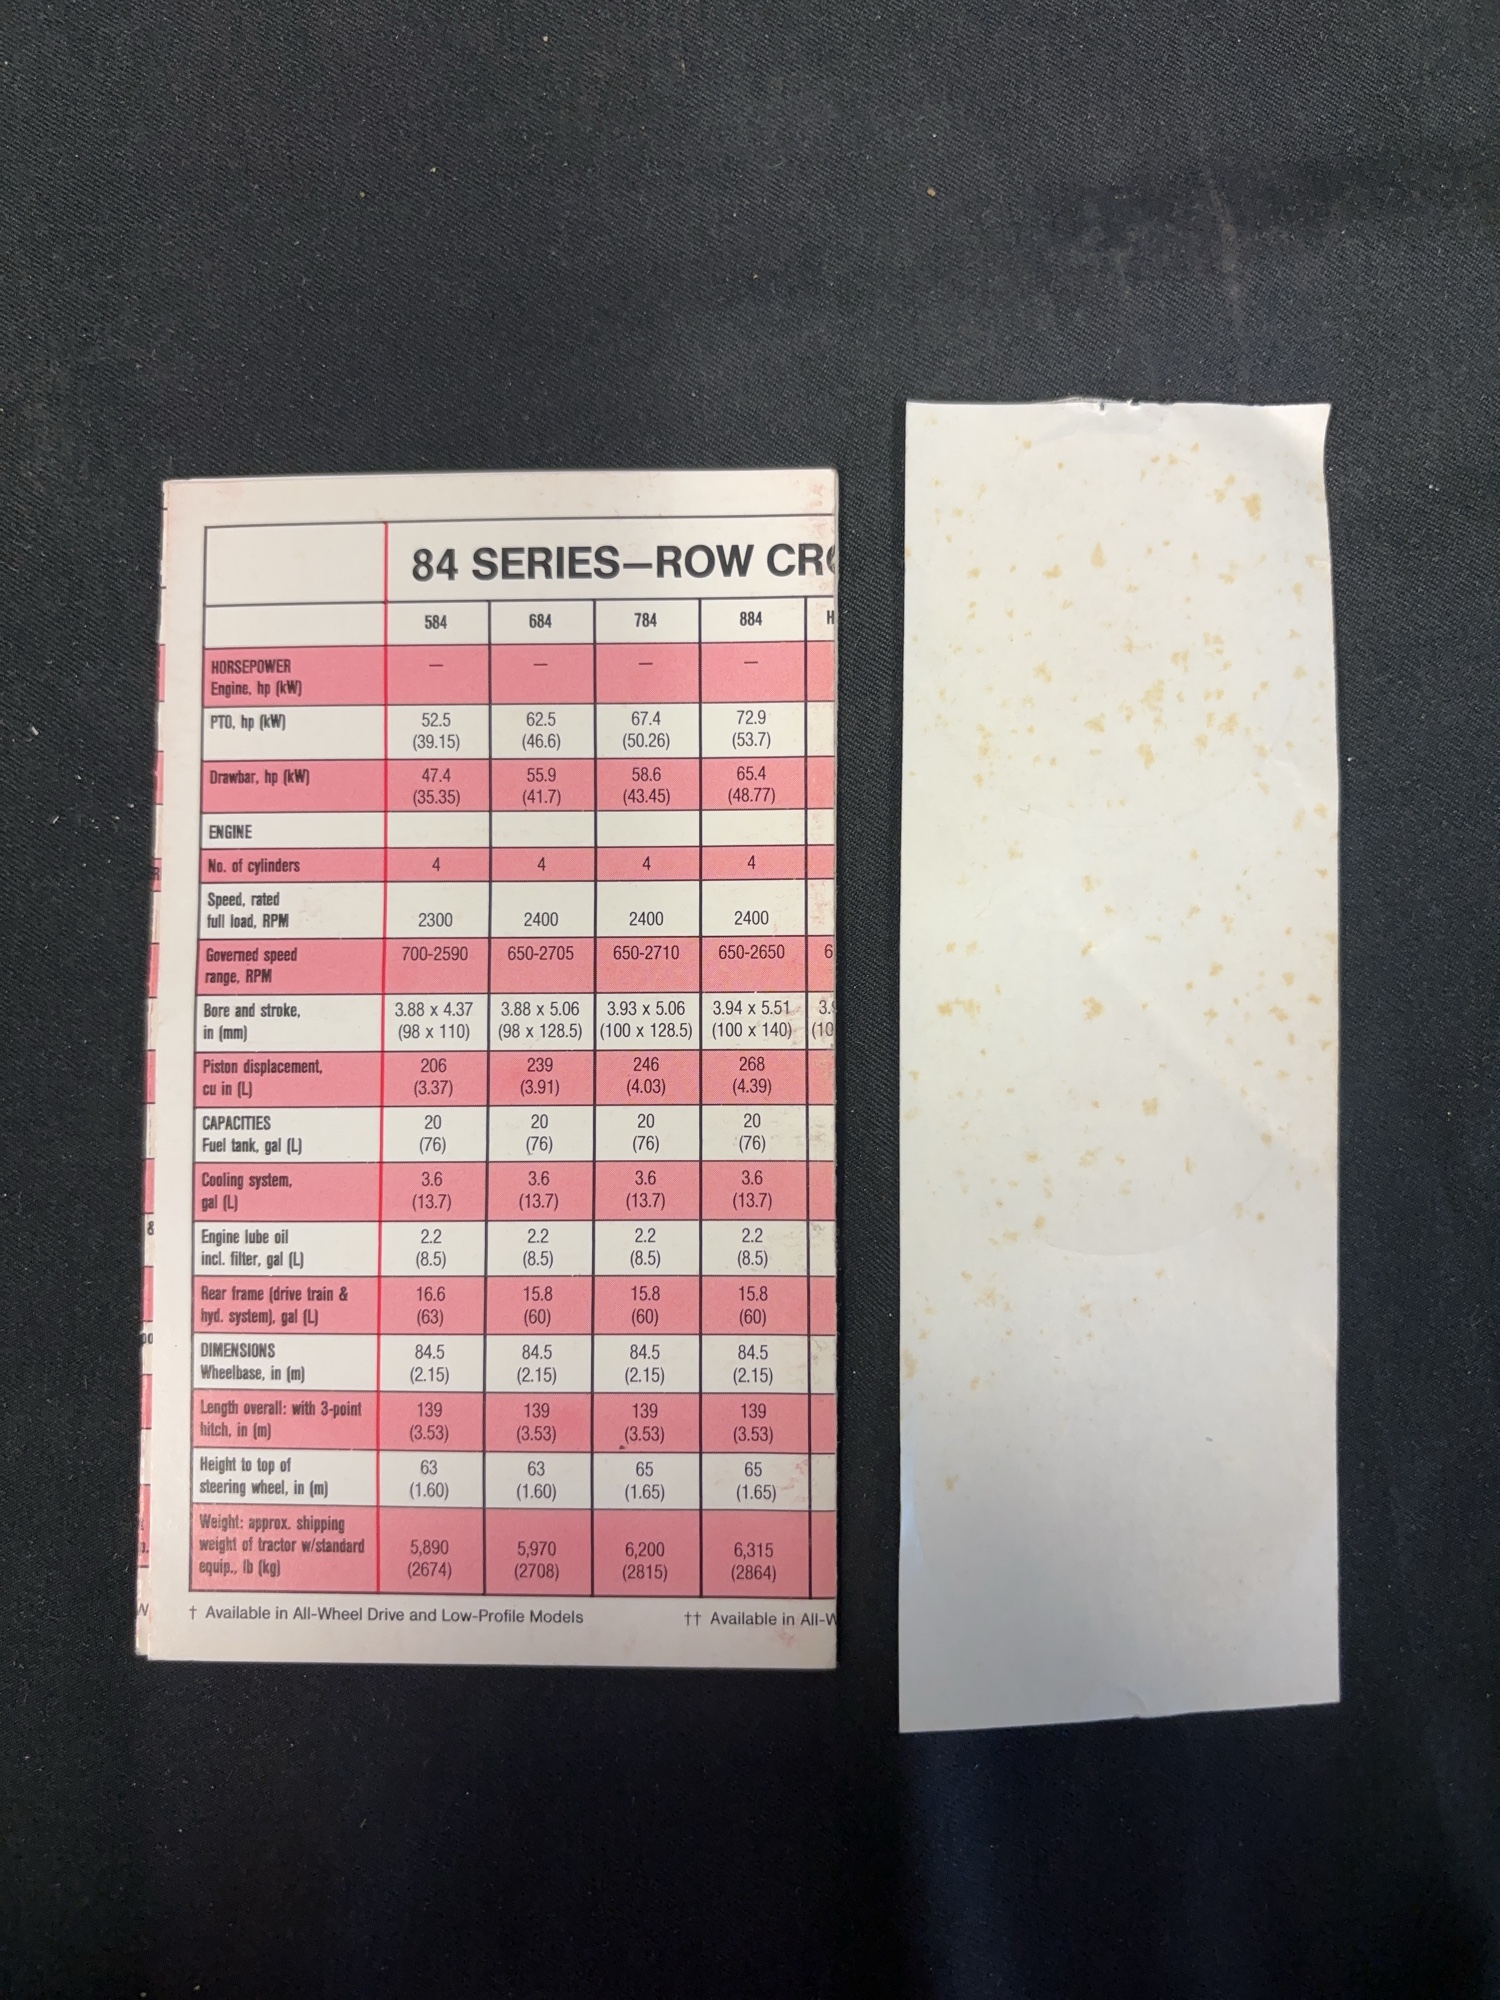 84 SERIES—ROW CR
584 684 784 884 H
HORSEPOWER
Engine, hp (kW) — — — —
PTO, hp (kW) 52.5 62.5 67.4 72.9
(39.15) (46.6) (50.26) (53.7)
Drawbar, hp (kW) 47.4 55.9 58.6 65.4
(35.35) (41.7) (43.45) (48.77)
ENGINE
No. of cylinders 4 4 4 4
Speed, rated
full load, RPM 2300 2400 2400 2400
Governed speed 700-2590 650-2705 650-2710 650-2650 6
range, RPM
Bore and stroke, 3.88 x 4.37 3.88 x 5.06 3.93 x 5.06 3.94 x 5.51 3.9
in (mm) (98 x 110) (98 x 128.5) (100 x 128.5) (100 x 140) (10
Piston displacement, 206 239 246 268
cu in (L) (3.37) (3.91) (4.03) (4.39)
CAPACITIES 20 20 20 20
Fuel tank, gal (L) (76) (76) (76) (76)
Cooling system, 3.6 3.6 3.6 3.6
gal (L) (13.7) (13.7) (13.7) (13.7)
Engine lube oil 2.2 2.2 2.2 2.2
incl. filter, gal (L) (8.5) (8.5) (8.5) (8.5)
Rear frame (drive train & 16.6 15.8 15.8 15.8
hyd. system), gal (L) (63) (60) (60) (60)
DIMENSIONS 84.5 84.5 84.5 84.5
Wheelbase, in (m) (2.15) (2.15) (2.15) (2.15)
Length overall: with 3-point 139 139 139 139
hitch, in (m) (3.53) (3.53) (3.53) (3.53)
Height to top of 63 63 65 65
steering wheel, in (m) (1.60) (1.60) (1.65) (1.65)
Weight: approx. shipping
weight of tractor w/standard 5,890 5,970 6,200 6,315
equip., lb (kg) (2674) (2708) (2815) (2864)
† Available in All-Wheel Drive and Low-Profile Models †† Available in All-W